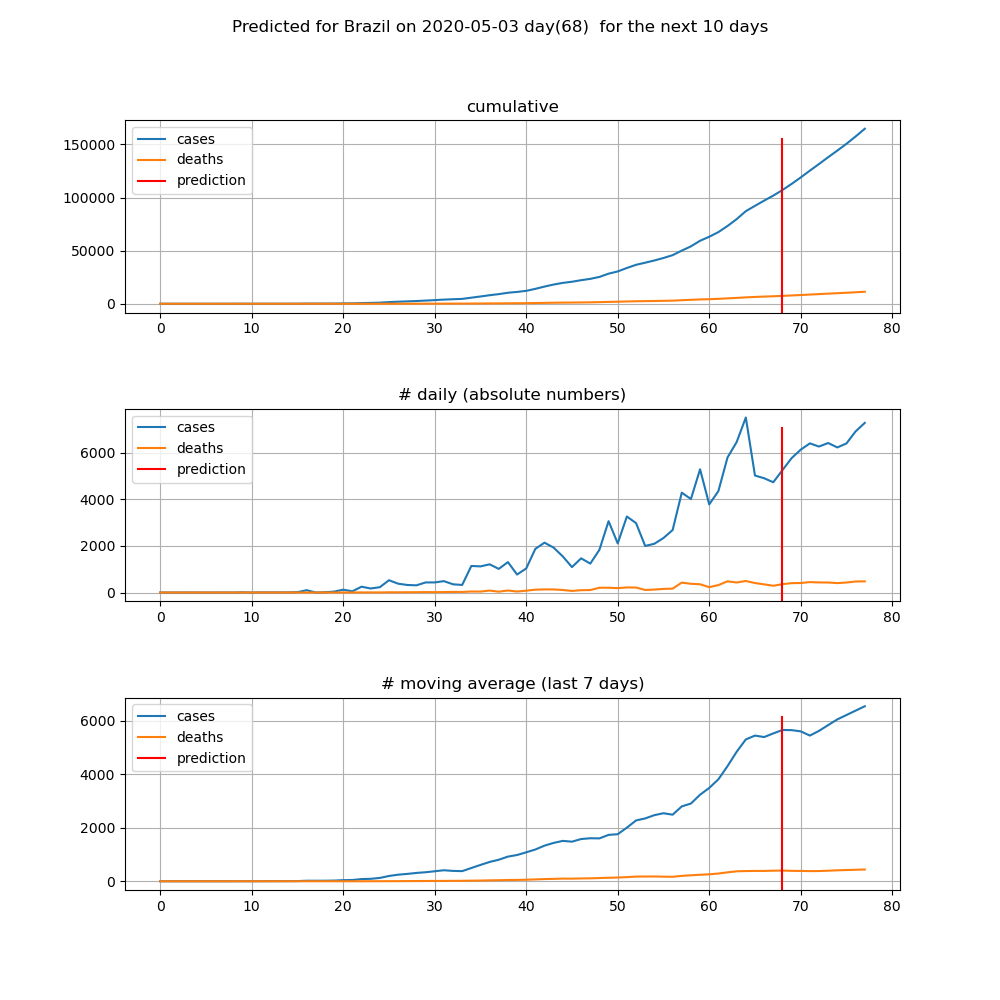 Predicted for Brazil on 2020-05-03 day(68)  for the next 10 days
cumulative
cases
deaths
prediction
150000
100000
50000
0
0 10 20 30 40 50 60 70 80
# daily (absolute numbers)
cases
deaths
prediction
6000
4000
2000
0
0 10 20 30 40 50 60 70 80
# moving average (last 7 days)
cases
deaths
prediction
6000
4000
2000
0
0 10 20 30 40 50 60 70 80